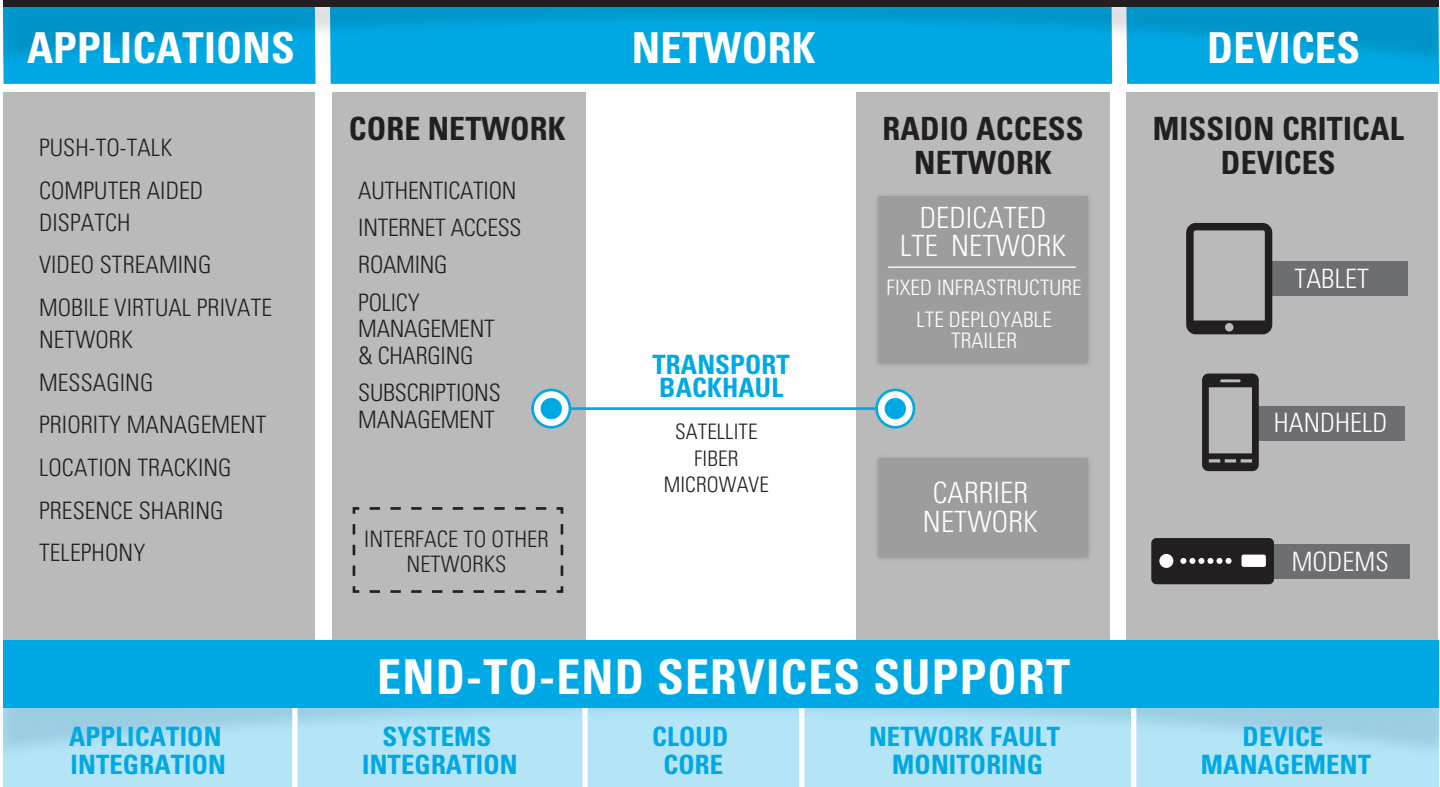 APPLICATIONS
NETWORK
DEVICES
PUSH-TO-TALK
COMPUTER AIDED
DISPATCH
VIDEO STREAMING
MOBILE VIRTUAL PRIVATE
NETWORK
MESSAGING
PRIORITY MANAGEMENT
LOCATION TRACKING
PRESENCE SHARING
TELEPHONY
CORE NETWORK
AUTHENTICATION
INTERNET ACCESS
ROAMING
POLICY
MANAGEMENT
& CHARGING
SUBSCRIPTIONS
MANAGEMENT
INTERFACE TO OTHER
NETWORKS
TRANSPORT
BACKHAUL
SATELLITE
FIBER
MICROWAVE
RADIO ACCESS
NETWORK
DEDICATED
LTE NETWORK
FIXED INFRASTRUCTURE
LTE DEPLOYABLE
TRAILER
CARRIER
NETWORK
MISSION CRITICAL
DEVICES
TABLET
HANDHELD
MODEMS
END-TO-END SERVICES SUPPORT
APPLICATION
INTEGRATION
SYSTEMS
INTEGRATION
CLOUD
CORE
NETWORK FAULT
MONITORING
DEVICE
MANAGEMENT